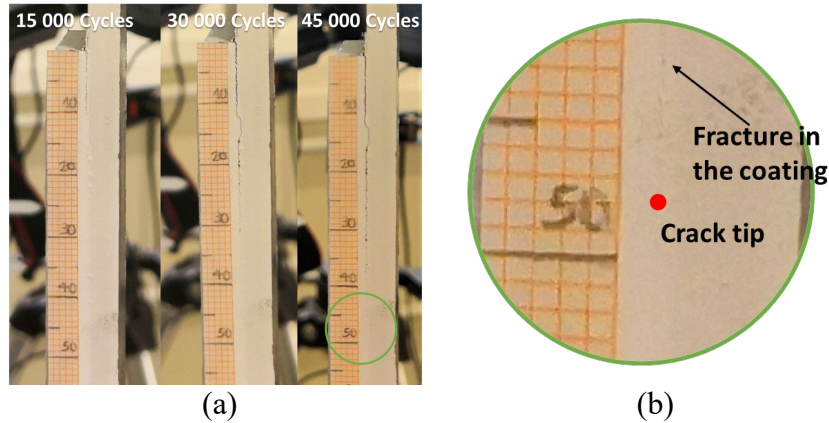 15 000 Cycles 30 000 Cycles 45 000 Cycles
10 10 10
20 20 20
30 30 30
40 40 40
50 50 50
Fracture in
the coating
50
Crack tip
(a) (b)